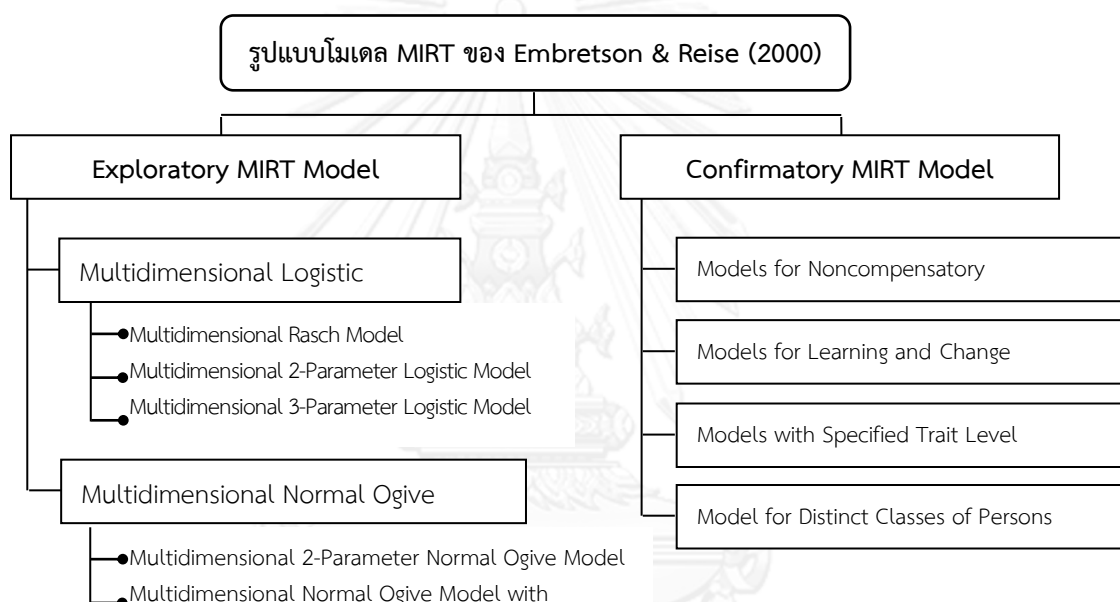 รูปแบบโมเดล MIRT ของ Embretson & Reise (2000)
Exploratory MIRT Model
Multidimensional Logistic
Multidimensional Rasch Model
Multidimensional 2-Parameter Logistic Model
Multidimensional 3-Parameter Logistic Model
Multidimensional Normal Ogive
Multidimensional 2-Parameter Normal Ogive Model
Multidimensional Normal Ogive Model with
Confirmatory MIRT Model
Models for Noncompensatory
Models for Learning and Change
Models with Specified Trait Level
Model for Distinct Classes of Persons